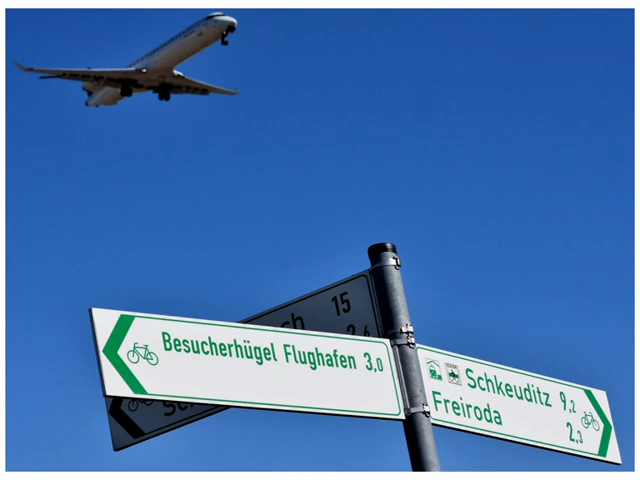 15
Besucherhügel Flughafen 3,0
Schkeuditz 9,2
Freiroda 2,3